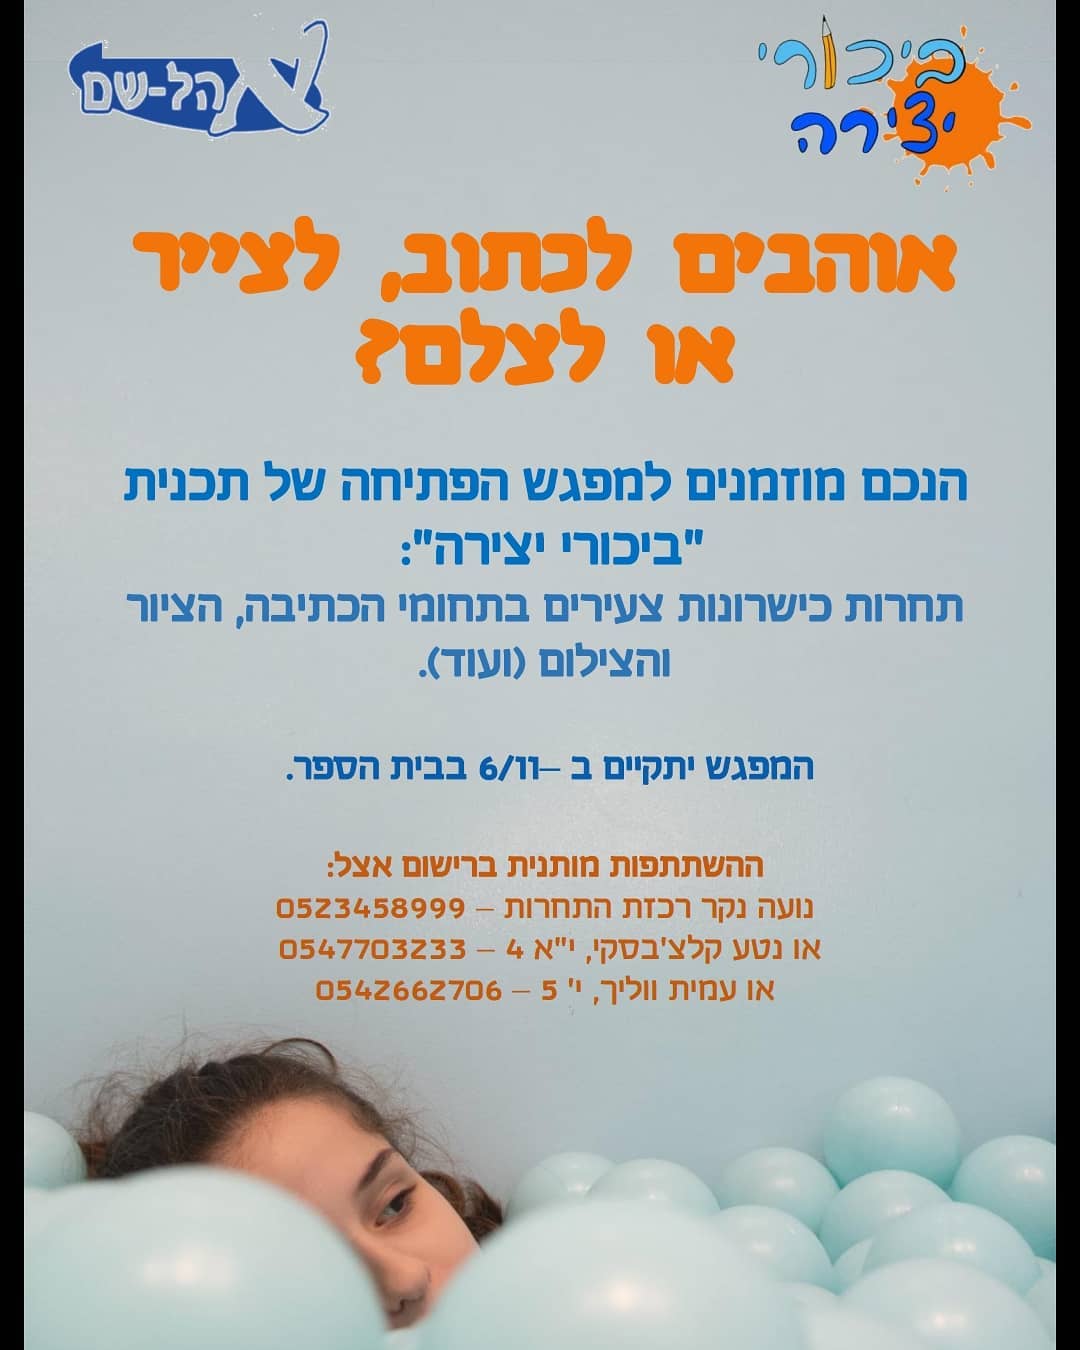 ביכורי
יצירה
אהל-שם
אוהבים לכתוב, לצייר
או לצלם?
הנכם מוזמנים למפגש הפתיחה של תכנית
"ביכורי יצירה":
תחרות כישרונות צעירים בתחומי הכתיבה, הציור
והצילום (ועוד).
המפגש יתקיים ב –6/11 בבית הספר.
ההשתתפות מותנית ברישום אצל:
נועה נקר רכזת התחרות – 0523458999
או נטע קלצ'בסקי, י"א 4 – 0547703233
או עמית ווליך, י' 5 – 0542662706